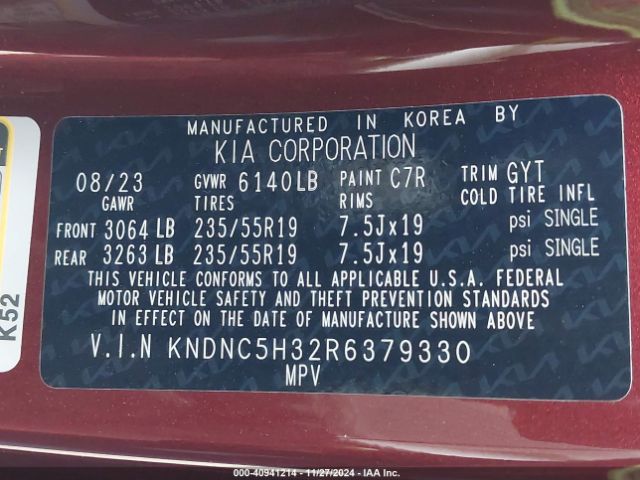 MANUFACTURED IN KOREA BY
KIA CORPORATION
08/23 GVWR 6140LB PAINT C7R TRIM GYT
GAWR TIRES RIMS COLD TIRE INFL
FRONT 3064 LB 235/55R19 7.5Jx19 psi SINGLE
REAR 3263 LB 235/55R19 7.5Jx19 psi SINGLE
THIS VEHICLE CONFORMS TO ALL APPLICABLE U.S.A. FEDERAL
MOTOR VEHICLE SAFETY AND THEFT PREVENTION STANDARDS
IN EFFECT ON THE DATE OF MANUFACTURE SHOWN ABOVE
V.I.N KNDNC5H32R6379330
MPV
K52
000-40941214 - 11/27/2024 - IAA Inc.